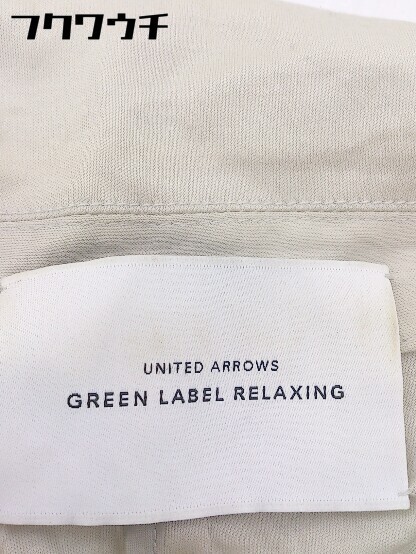 フクワウチ
UNITED ARROWS
GREEN LABEL RELAXING